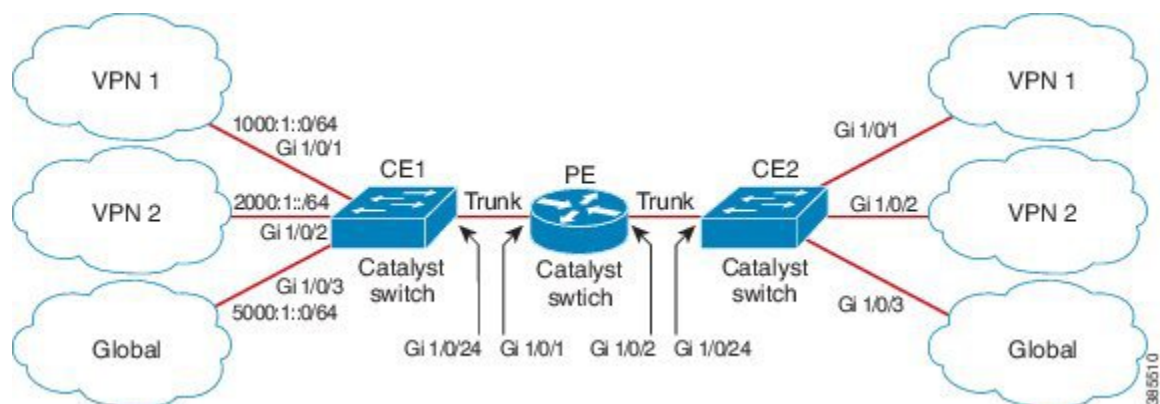 VPN 1
1000:1::0/64
Gi 1/0/1
VPN 2
2000:1::/64
Gi 1/0/2
Global
Gi 1/0/3
5000:1::0/64
CE1
Trunk
PE
Trunk
CE2
Catalyst
switch
Catalyst
swtich
Catalyst
switch
Gi 1/0/24
Gi 1/0/1
Gi 1/0/2
Gi 1/0/24
Gi 1/0/1
VPN 1
Gi 1/0/2
VPN 2
Gi 1/0/3
Global
385510